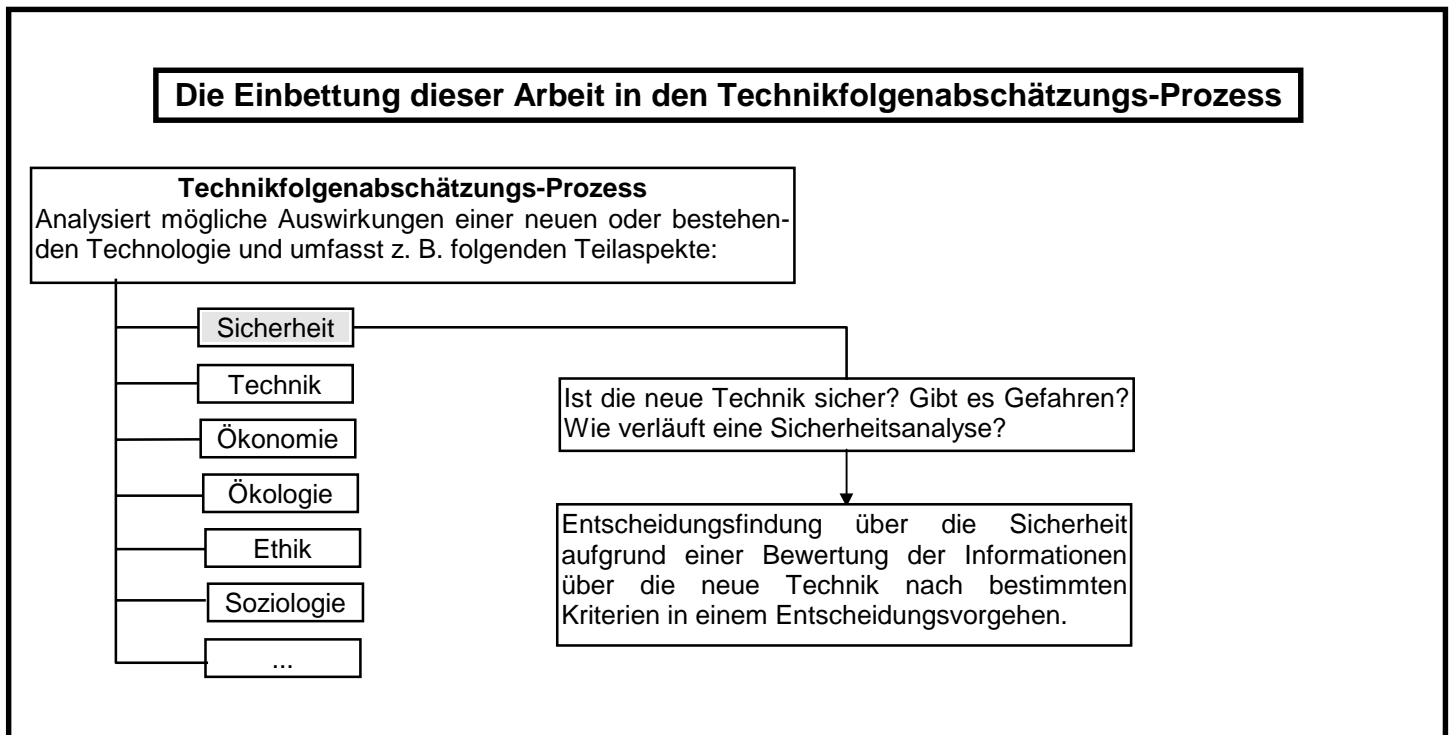 Die Einbettung dieser Arbeit in den Technikfolgenabschätzungs-Prozess
Technikfolgenabschätzungs-Prozess
Analysiert mögliche Auswirkungen einer neuen oder bestehen-
den Technologie und umfasst z. B. folgenden Teilaspekte:
Sicherheit
Technik
Ökonomie
Ökologie
Ethik
Soziologie
...
Ist die neue Technik sicher? Gibt es Gefahren?
Wie verläuft eine Sicherheitsanalyse?
Entscheidungsfindung über die Sicherheit
aufgrund einer Bewertung der Informationen
über die neue Technik nach bestimmten
Kriterien in einem Entscheidungsvorgehen.